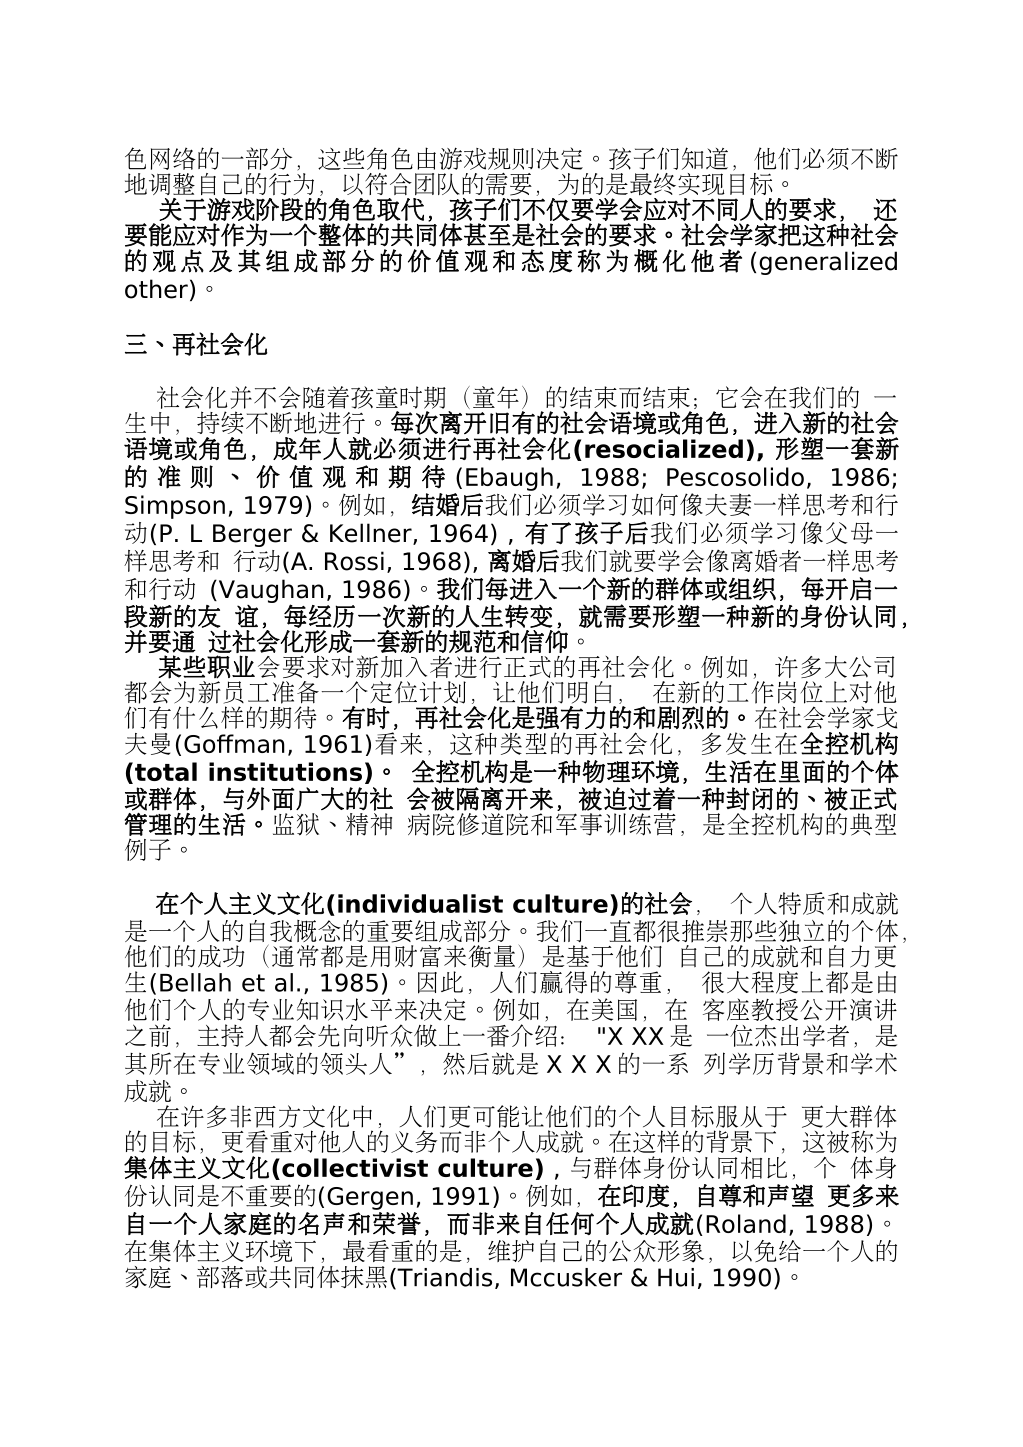 色网络的一部分，这些角色由游戏规则决定。孩子们知道，他们必须不断
地调整自己的行为，以符合团队的需要，为的是最终实现目标。
关于游戏阶段的角色取代，孩子们不仅要学会应对不同人的要求， 还
要能应对作为一个整体的共同体甚至是社会的要求。社会学家把这种社会
的观点及其组成部分的价值观和态度称为概化他者(generalized
other)。
三、再社会化
社会化并不会随着孩童时期（童年）的结束而结束；它会在我们的 一
生中，持续不断地进行。每次离开旧有的社会语境或角色，进入新的社会
语境或角色，成年人就必须进行再社会化(resocialized), 形塑一套新
的准则、价值观和期待(Ebaugh, 1988; Pescosolido, 1986;
Simpson, 1979)。例如，结婚后我们必须学习如何像夫妻一样思考和行
动(P. L Berger & Kellner, 1964) , 有了孩子后我们必须学习像父母一
样思考和 行动(A. Rossi, 1968), 离婚后我们就要学会像离婚者一样思考
和行动 (Vaughan, 1986)。我们每进入一个新的群体或组织，每开启一
段新的友 谊，每经历一次新的人生转变，就需要形塑一种新的身份认同，
并要通 过社会化形成一套新的规范和信仰。
某些职业会要求对新加入者进行正式的再社会化。例如，许多大公司
都会为新员工准备一个定位计划，让他们明白， 在新的工作岗位上对他
们有什么样的期待。有时，再社会化是强有力的和剧烈的。在社会学家戈
夫曼(Goffman, 1961)看来，这种类型的再社会化，多发生在全控机构
(total institutions)。 全控机构是一种物理环境，生活在里面的个体
或群体，与外面广大的社 会被隔离开来，被迫过着一种封闭的、被正式
管理的生活。监狱、精神 病院修道院和军事训练营，是全控机构的典型
例子。
在个人主义文化(individualist culture)的社会， 个人特质和成就
是一个人的自我概念的重要组成部分。我们一直都很推崇那些独立的个体，
他们的成功（通常都是用财富来衡量）是基于他们 自己的成就和自力更
生(Bellah et al., 1985)。因此，人们赢得的尊重， 很大程度上都是由
他们个人的专业知识水平来决定。例如，在美国，在 客座教授公开演讲
之前，主持人都会先向听众做上一番介绍： "X XX 是 一位杰出学者，是
其所在专业领域的领头人”，然后就是 X X X 的一系 列学历背景和学术
成就。
在许多非西方文化中，人们更可能让他们的个人目标服从于 更大群体
的目标，更看重对他人的义务而非个人成就。在这样的背景下，这被称为
集体主义文化(collectivist culture) , 与群体身份认同相比，个 体身
份认同是不重要的(Gergen, 1991)。例如，在印度，自尊和声望 更多来
自一个人家庭的名声和荣誉，而非来自任何个人成就(Roland, 1988)。
在集体主义环境下，最看重的是，维护自己的公众形象，以免给一个人的
家庭、部落或共同体抹黑(Triandis, Mccusker & Hui, 1990)。